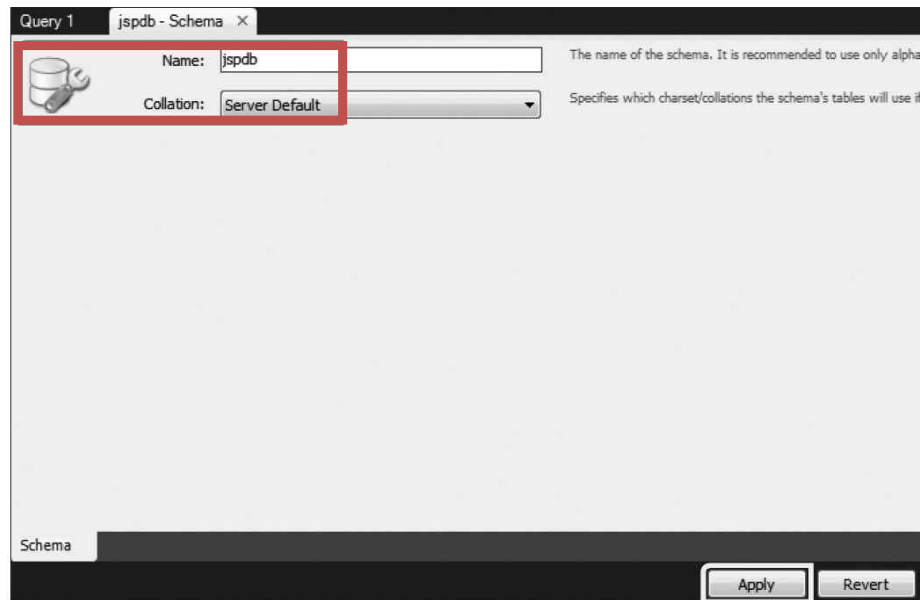 Query 1
jspdb - Schema
Name: jspdb
The name of the schema. It is recommended to use only alpha
Collation: Server Default
Specifies which charset/collations the schema's tables will use if
Schema
Apply
Revert